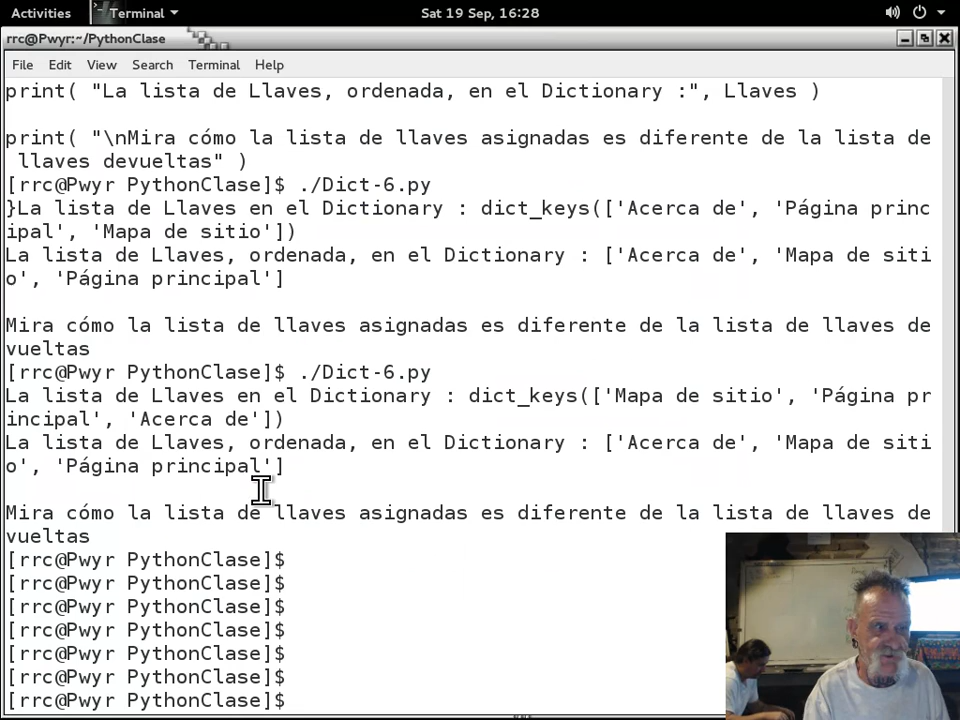 Activities Terminal Sat 19 Sep, 16:28
rrc@Pwyr:~/PythonClase
File Edit View Search Terminal Help
print( "La lista de Llaves, ordenada, en el Dictionary :", Llaves )
print( "\nMira cómo la lista de llaves asignadas es diferente de la lista de
 llaves devueltas" )
[rrc@Pwyr PythonClase]$ ./Dict-6.py
}La lista de Llaves en el Dictionary : dict_keys(['Acerca de', 'Página princ
ipal', 'Mapa de sitio'])
La lista de Llaves, ordenada, en el Dictionary : ['Acerca de', 'Mapa de siti
o', 'Página principal']
Mira cómo la lista de llaves asignadas es diferente de la lista de llaves de
vueltas
[rrc@Pwyr PythonClase]$ ./Dict-6.py
La lista de Llaves en el Dictionary : dict_keys(['Mapa de sitio', 'Página pr
incipal', 'Acerca de'])
La lista de Llaves, ordenada, en el Dictionary : ['Acerca de', 'Mapa de siti
o', 'Página principal']
Mira cómo la lista de llaves asignadas es diferente de la lista de llaves de
vueltas
[rrc@Pwyr PythonClase]$
[rrc@Pwyr PythonClase]$
[rrc@Pwyr PythonClase]$
[rrc@Pwyr PythonClase]$
[rrc@Pwyr PythonClase]$
[rrc@Pwyr PythonClase]$
[rrc@Pwyr PythonClase]$